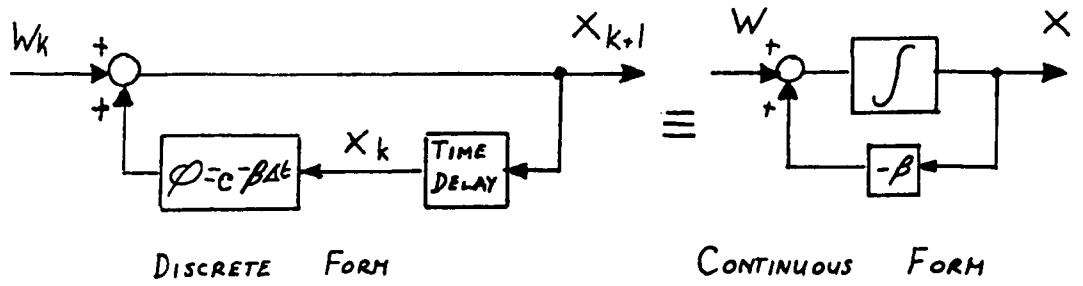 Wk
+
+
Xk+1
φ=e-βΔt
Xk
TIME
DELAY
DISCRETE FORM
≡
W
+
+
∫
X
-β
CONTINUOUS FORM